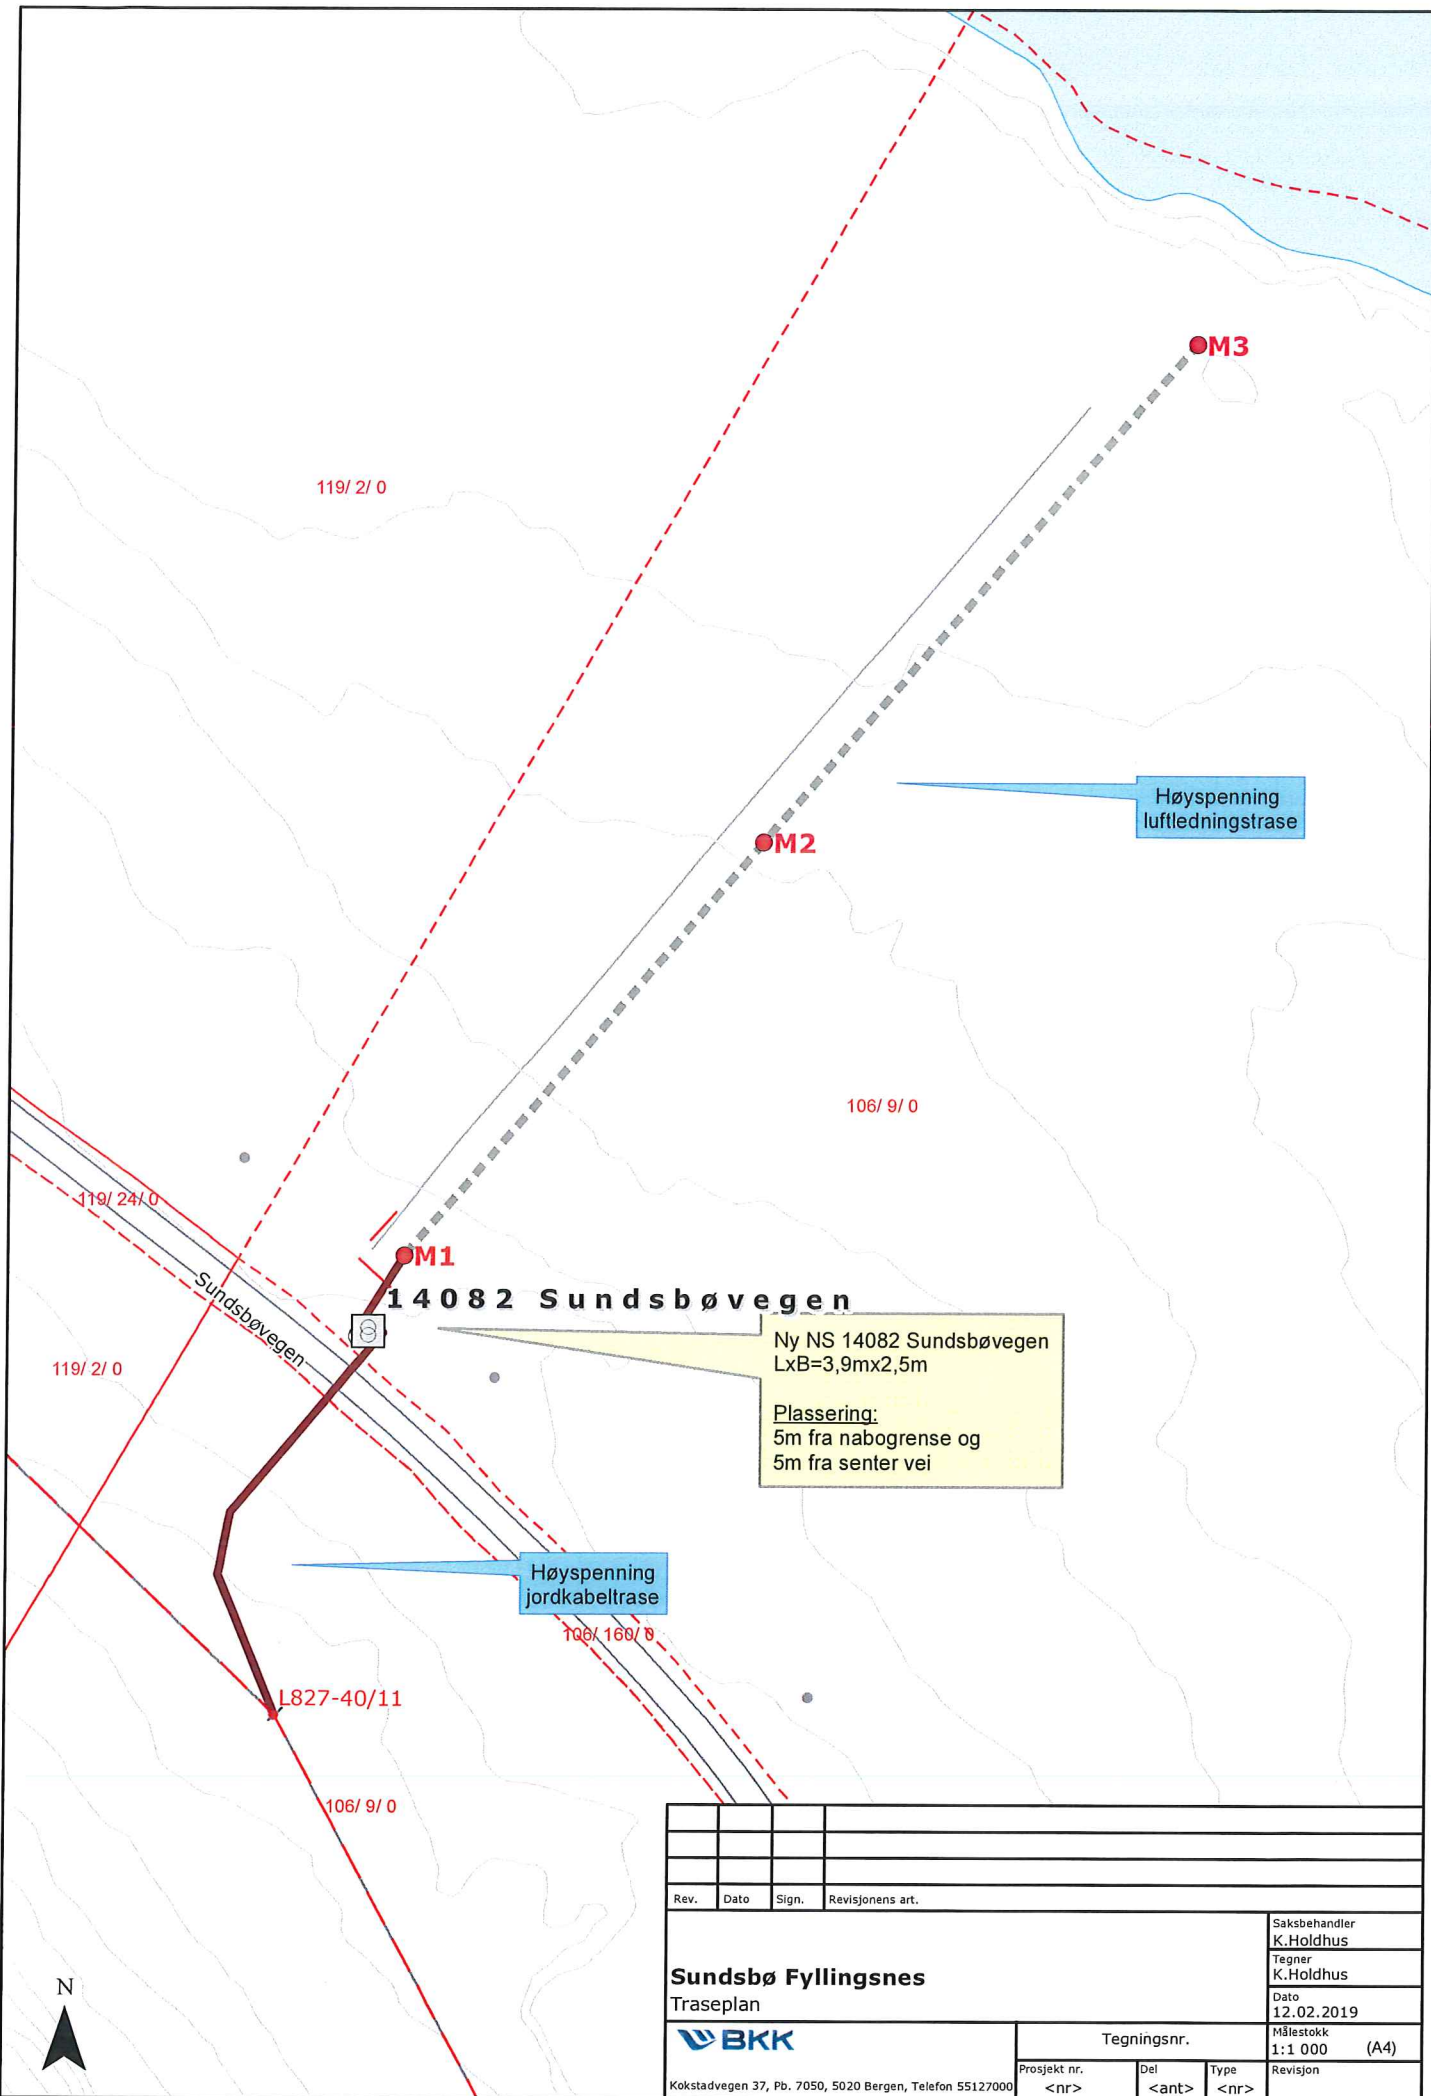 M3
119/ 2/ 0
Høyspenning
luftledningstrase
M2
106/ 9/ 0
119/ 24/ 0
M1
14082 Sundsbøvegen
Sundsbøvegen
Ny NS 14082 Sundsbøvegen
LxB=3,9mx2,5m
Plassering:
5m fra nabogrense og
5m fra senter vei
119/ 2/ 0
Høyspenning
jordkabeltrase
106/ 160/ 0
L827-40/11
106/ 9/ 0
N
Rev. Dato Sign. Revisjonens art.
Saksbehandler
K.Holdhus
Sundsbø Fyllingsnes
Traseplan
Tegner
K.Holdhus
Dato
12.02.2019
BKK
Tegningsnr.
Målestokk
1:1 000 (A4)
Kokstadvegen 37, Pb. 7050, 5020 Bergen, Telefon 55127000
Prosjekt nr.
<nr>
Del
<ant>
Type
<nr>
Revisjon